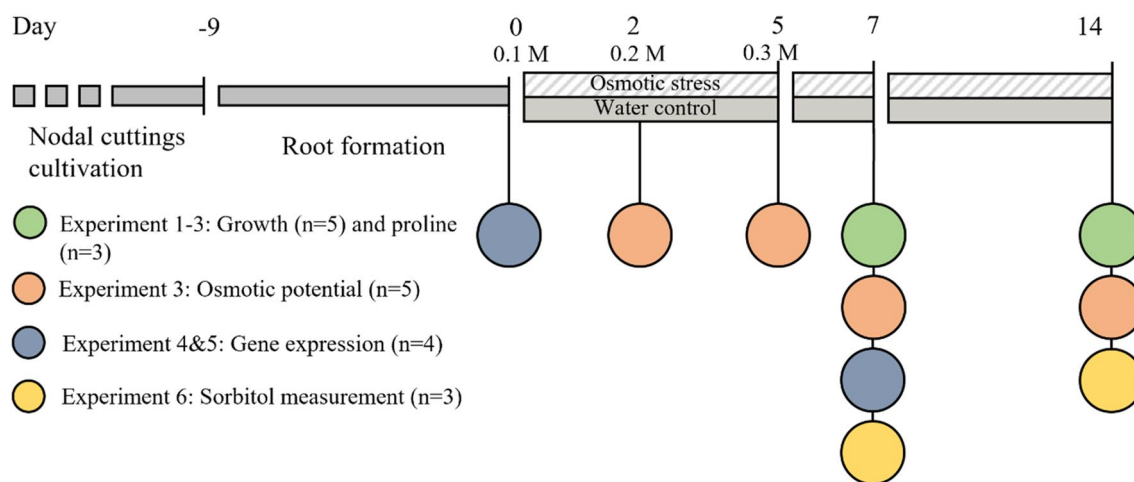 Day -9 0 2 5 7 14
0.1 M 0.2 M 0.3 M
Osmotic stress
Water control
Nodal cuttings
cultivation
Root formation
Experiment 1-3: Growth (n=5) and proline
(n=3)
Experiment 3: Osmotic potential (n=5)
Experiment 4&5: Gene expression (n=4)
Experiment 6: Sorbitol measurement (n=3)